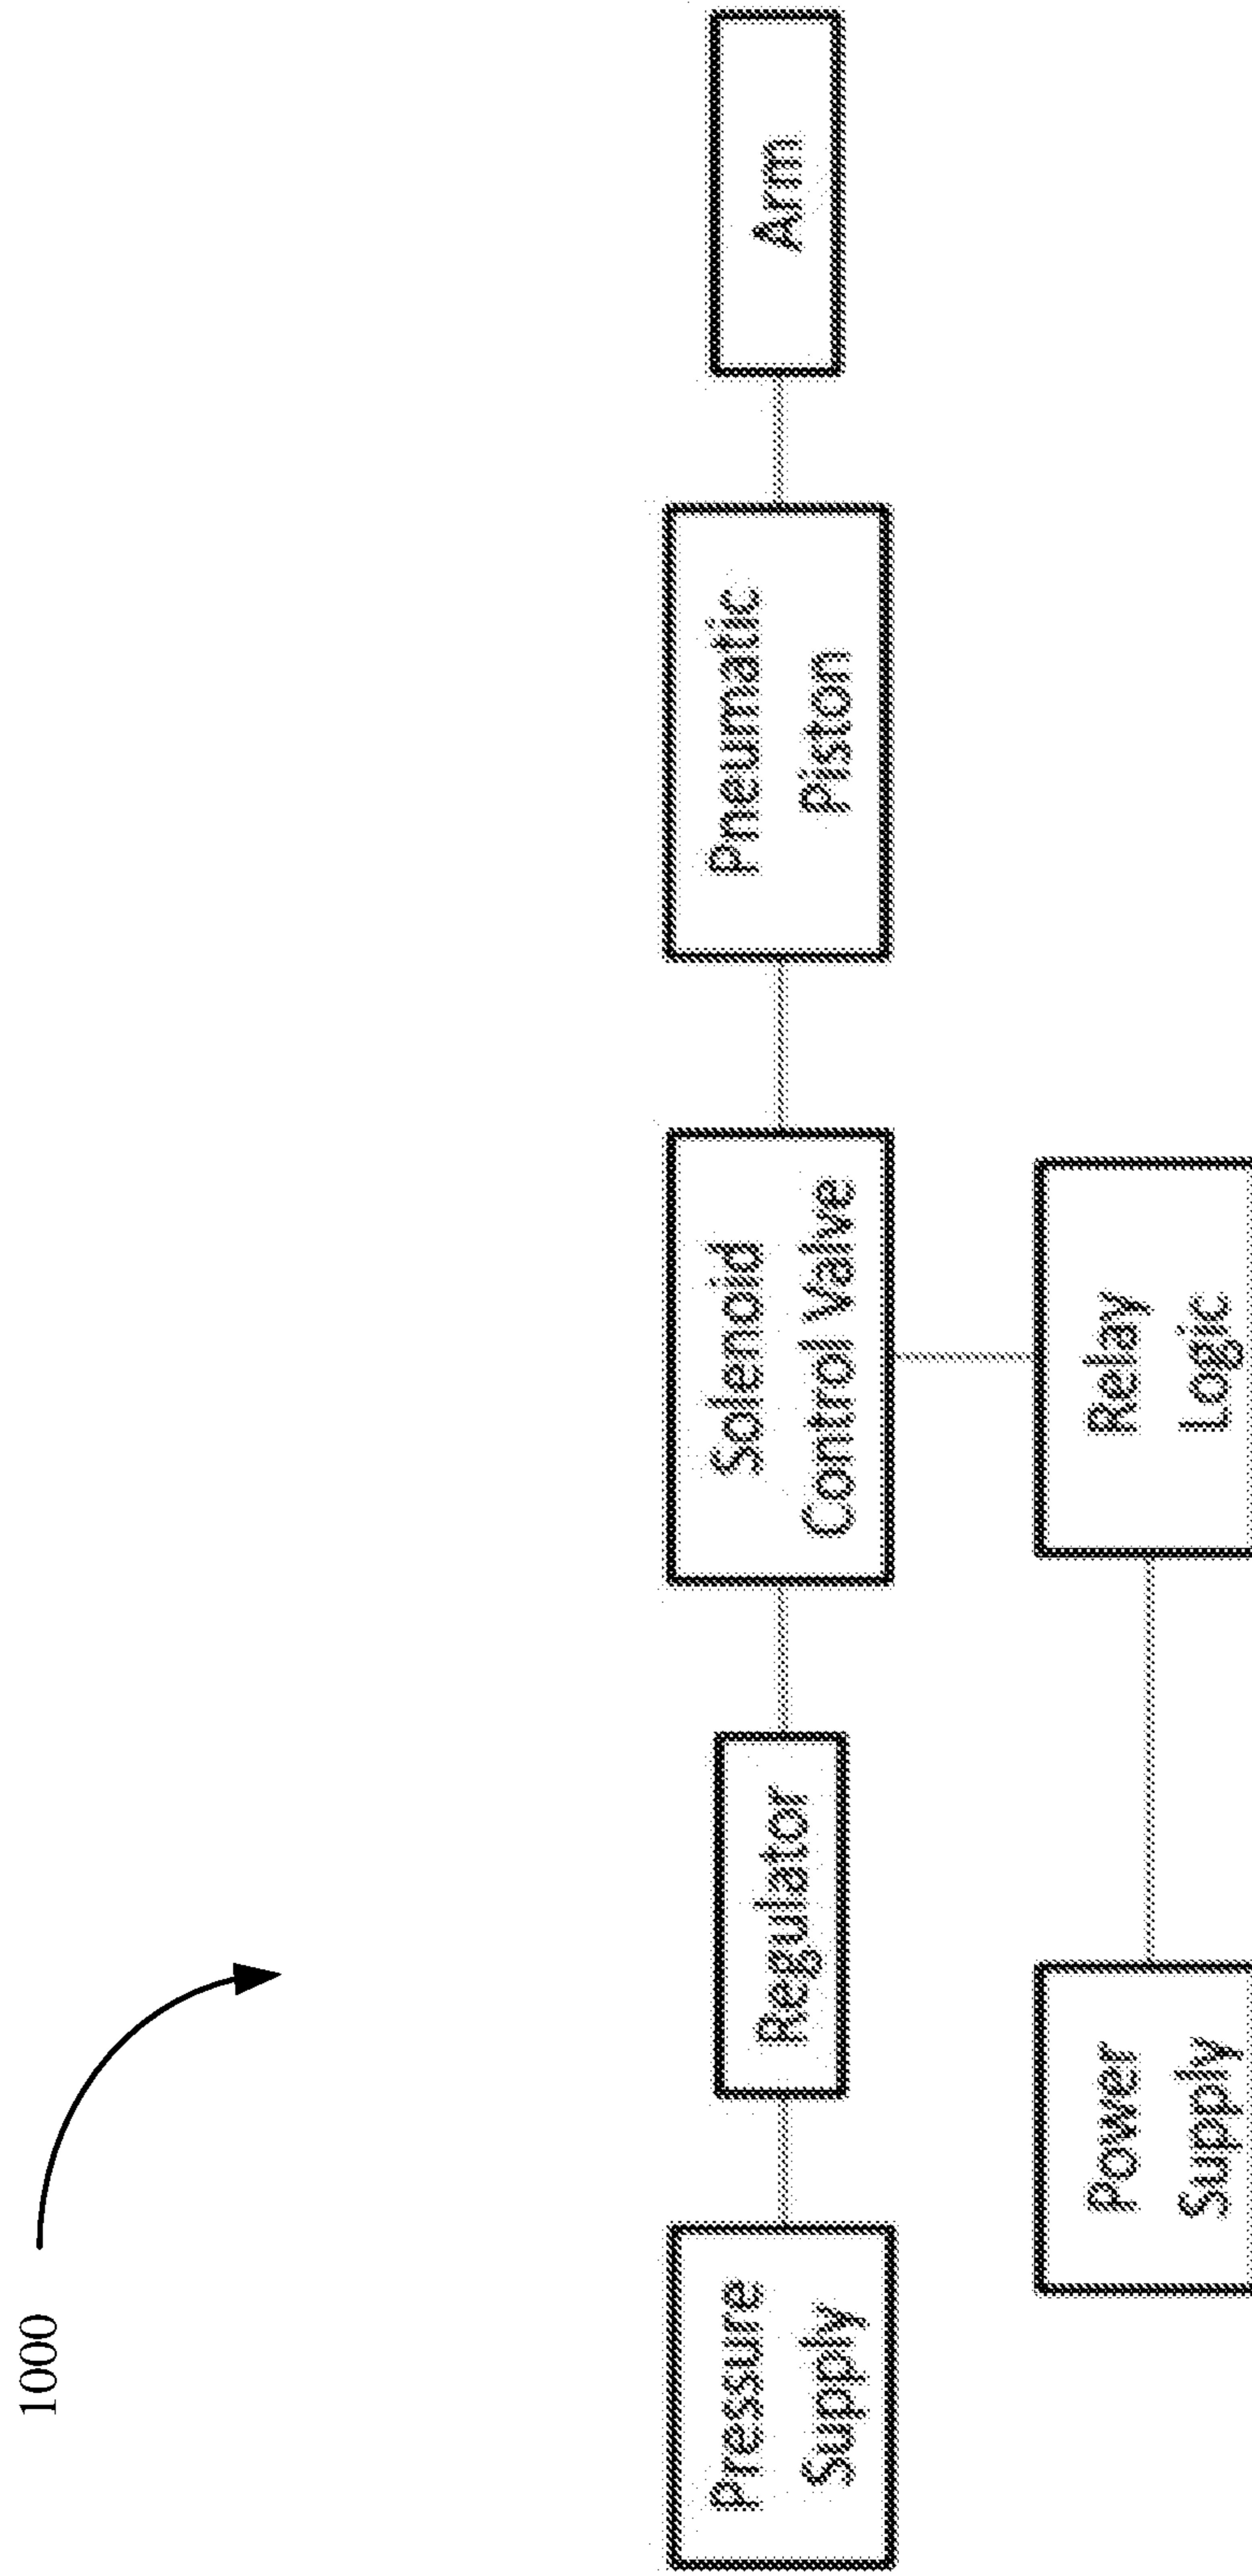 1000
Pressure
Supply
Regulator
Solenoid
Control Valve
Pneumatic
Piston
Arm
Power
Supply
Relay
Logic